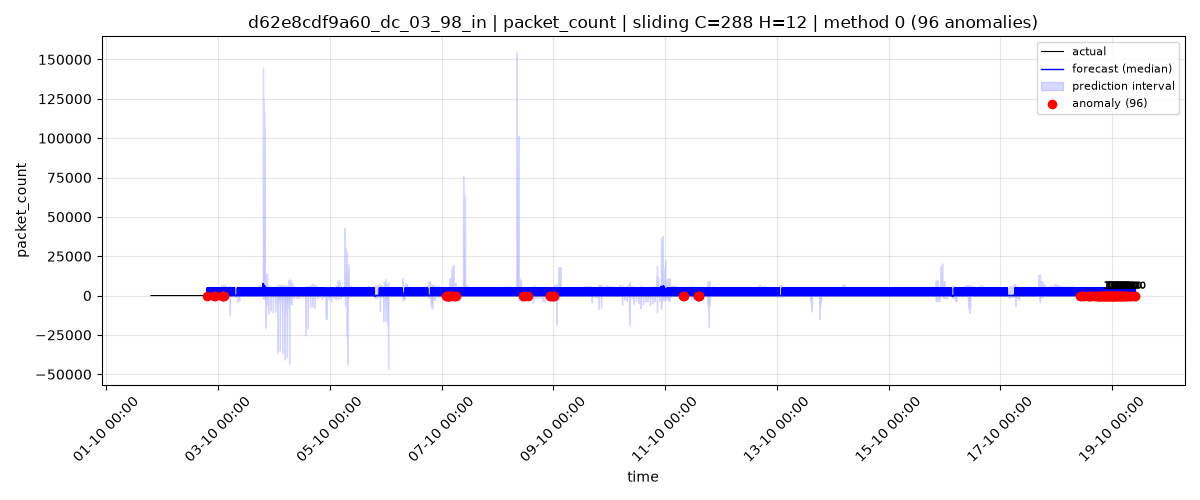 d62e8cdf9a60_dc_03_98_in | packet_count | sliding C=288 H=12 | method 0 (96 anomalies)
actual
forecast (median)
prediction interval
anomaly (96)
packet_count
150000
125000
100000
75000
50000
25000
0
−25000
−50000
01-10 00:00
03-10 00:00
05-10 00:00
07-10 00:00
09-10 00:00
11-10 00:00
13-10 00:00
15-10 00:00
17-10 00:00
19-10 00:00
time